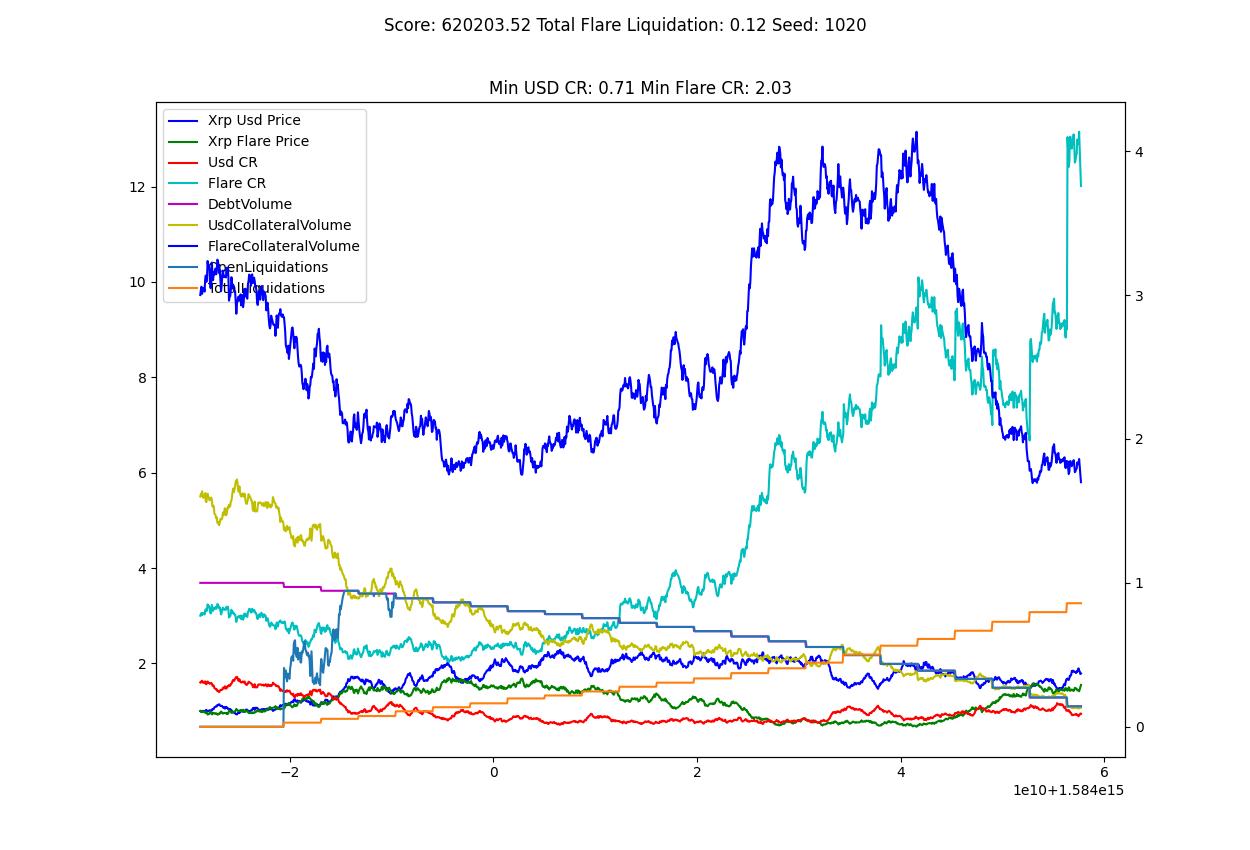 Score: 620203.52 Total Flare Liquidation: 0.12 Seed: 1020
Min USD CR: 0.71 Min Flare CR: 2.03
Xrp Usd Price
Xrp Flare Price
Usd CR
Flare CR
DebtVolume
UsdCollateralVolume
FlareCollateralVolume
OpenLiquidations
TotalLiquidations
12
10
8
6
4
2
4
3
2
1
0
−2
0
2
4
6
1e10+1.584e15